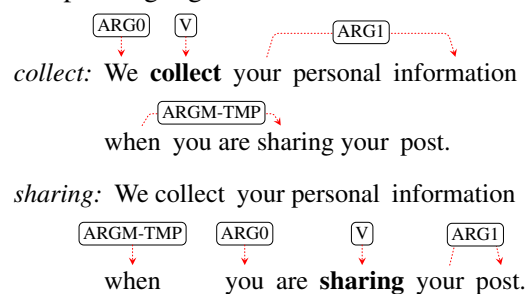 ARG0 V ARG1
collect: We collect your personal information
ARGM-TMP
when you are sharing your post.
sharing: We collect your personal information
ARGM-TMP ARG0 V ARG1
when you are sharing your post.